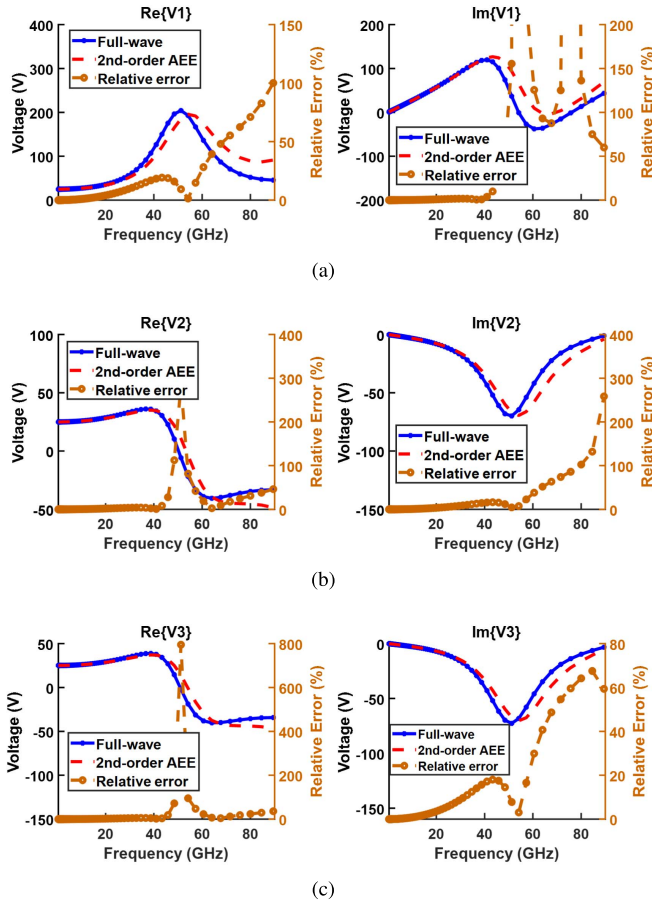 Re{V1}
Im{V1}
400
300
200
100
0
150
100
50
0
200
100
0
-100
-200
200
150
100
50
0
Voltage (V)
Relative Error (%)
Voltage (V)
Relative Error (%)
Full-wave
2nd-order AEE
Relative error
Full-wave
2nd-order AEE
Relative error
20 40 60 80
20 40 60 80
Frequency (GHz)
Frequency (GHz)
(a)
Re{V2}
Im{V2}
100
50
0
-50
400
300
200
100
0
0
-50
-100
-150
400
300
200
100
0
Voltage (V)
Relative Error (%)
Voltage (V)
Relative Error (%)
Full-wave
2nd-order AEE
Relative error
Full-wave
2nd-order AEE
Relative error
20 40 60 80
20 40 60 80
Frequency (GHz)
Frequency (GHz)
(b)
Re{V3}
Im{V3}
50
0
-50
-100
-150
800
600
400
200
0
0
-50
-100
-150
-160
80
60
40
20
0
Voltage (V)
Relative Error (%)
Voltage (V)
Relative Error (%)
Full-wave
2nd-order AEE
Relative error
Full-wave
2nd-order AEE
Relative error
20 40 60 80
20 40 60 80
Frequency (GHz)
Frequency (GHz)
(c)